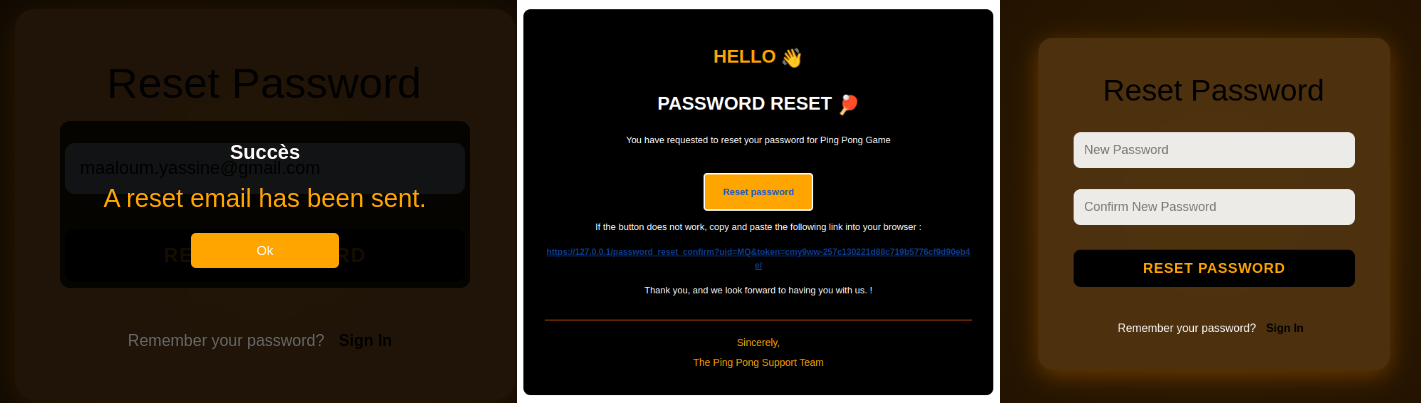 Reset Password
Succès
maaloum.yassine@gmail.com
A reset email has been sent.
Ok
Remember your password? Sign In
HELLO 👋
PASSWORD RESET 🏓
You have requested to reset your password for Ping Pong Game
Reset password
If the button does not work, copy and paste the following link into your browser :
https://127.0.0.1/password_reset_confirm?uid=MQ&token=cmy9ww-257c130221d88c719b5776cf9d90eb4
ef
Thank you, and we look forward to having you with us. !
Sincerely,
The Ping Pong Support Team
Reset Password
New Password
Confirm New Password
RESET PASSWORD
Remember your password? Sign In